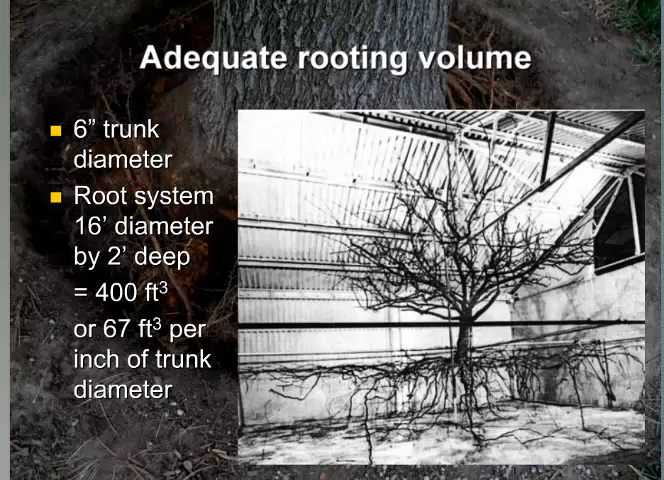 Adequate rooting volume
6” trunk
diameter
Root system
16’ diameter
by 2’ deep
= 400 ft³
or 67 ft³ per
inch of trunk
diameter